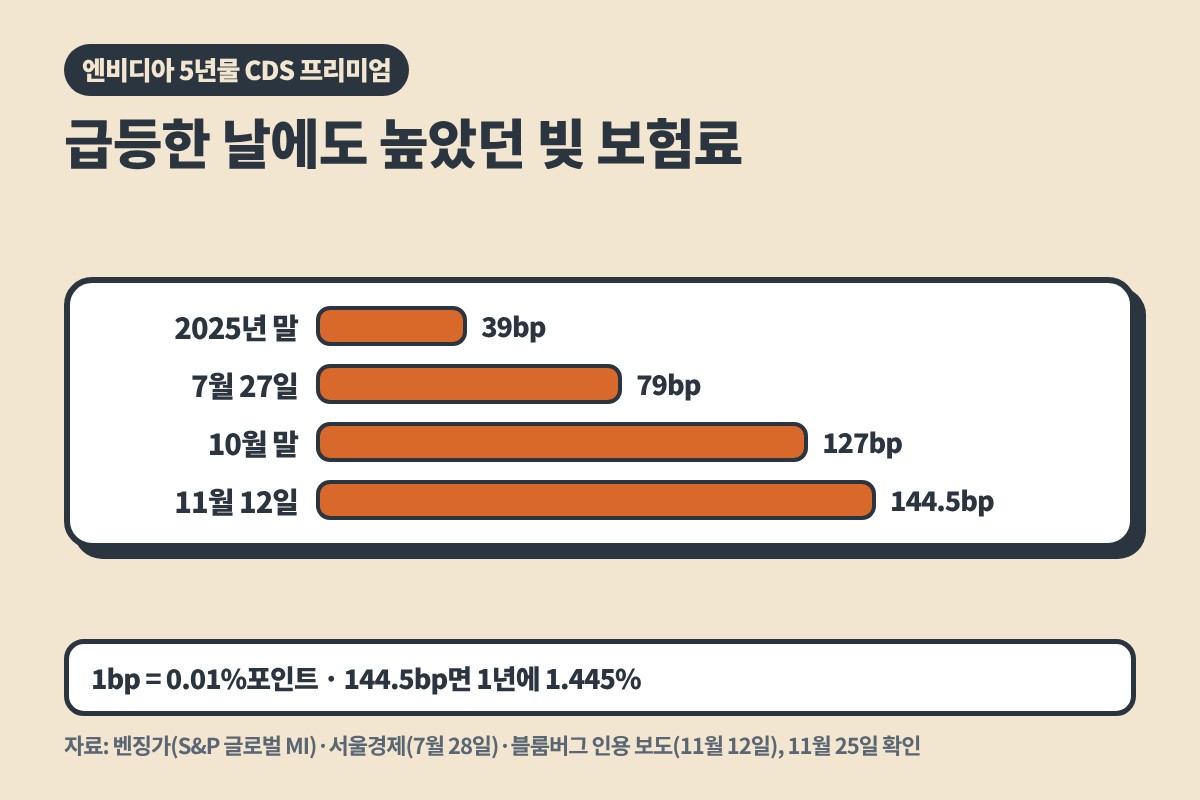 엔비디아 5년물 CDS 프리미엄
급등한 날에도 높았던 빚 보험료
2025년 말 39bp
7월 27일 79bp
10월 말 127bp
11월 12일 144.5bp
1bp = 0.01%포인트 · 144.5bp면 1년에 1.445%
자료: 벤징가(S&P 글로벌 MI) · 서울경제(7월 28일) · 블룸버그 인용 보도(11월 12일), 11월 25일 확인